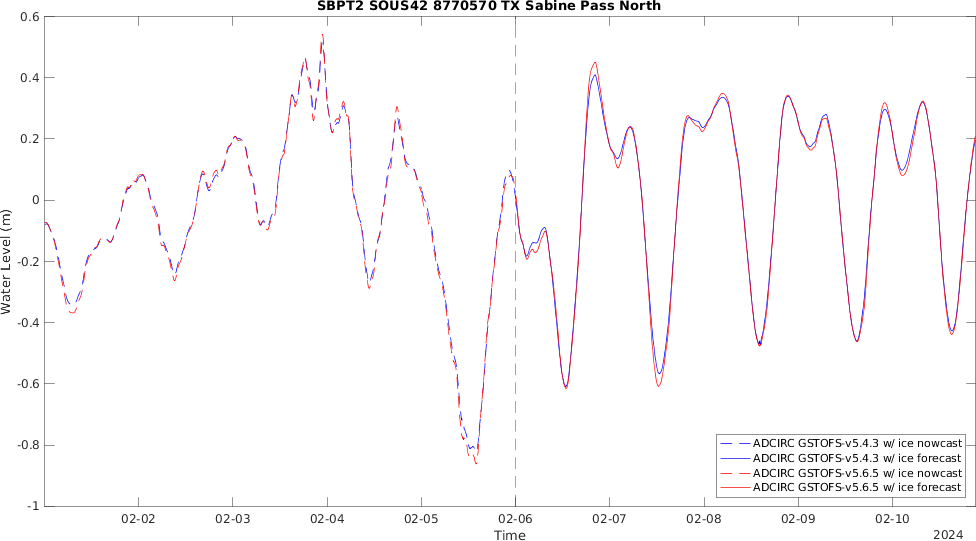 SBPT2 SOUS42 8770570 TX Sabine Pass North
Water Level (m)
0.6
0.4
0.2
0
-0.2
-0.4
-0.6
-0.8
-1
ADCIRC GSTOFS-v5.4.3 w/ ice nowcast
ADCIRC GSTOFS-v5.4.3 w/ ice forecast
ADCIRC GSTOFS-v5.6.5 w/ ice nowcast
ADCIRC GSTOFS-v5.6.5 w/ ice forecast
02-02 02-03 02-04 02-05 02-06 02-07 02-08 02-09 02-10
Time
2024